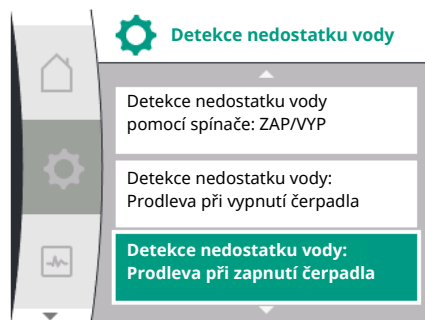 Detekce nedostatku vody
Detekce nedostatku vody
pomocí spínače: ZAP/VYP
Detekce nedostatku vody:
Prodleva při vypnutí čerpadla
Detekce nedostatku vody:
Prodleva při zapnutí čerpadla